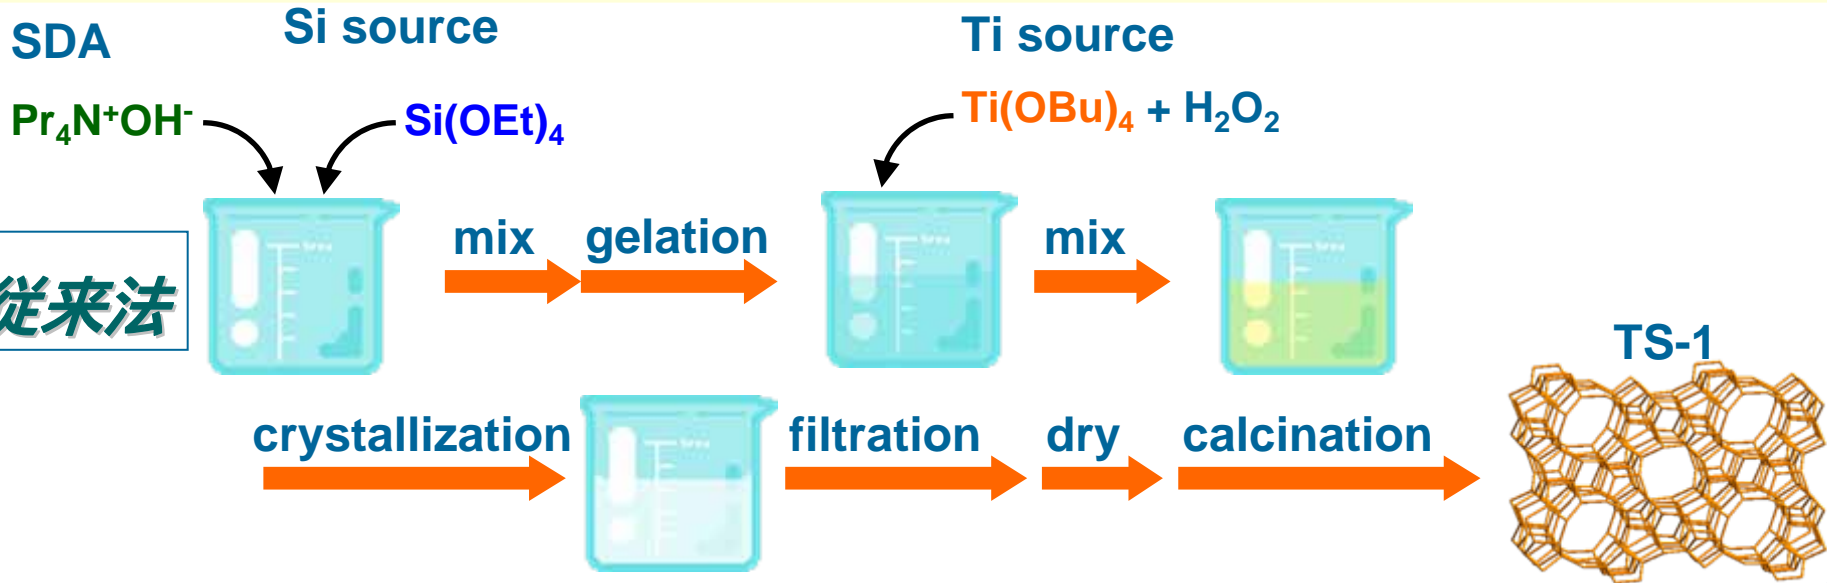 SDA
Si source
Ti source
Pr₄N⁺OH⁻
Si(OEt)₄
Ti(OBu)₄ + H₂O₂
従来法
mix
gelation
mix
TS-1
crystallization
filtration
dry
calcination